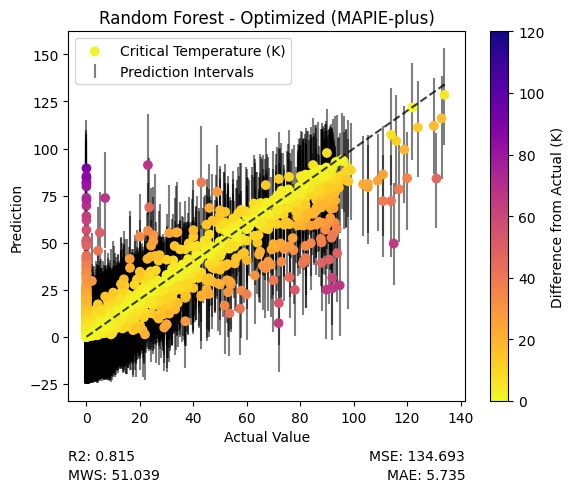 Random Forest - Optimized (MAPIE-plus)
Critical Temperature (K)
Prediction Intervals
150
125
100
75
50
25
0
−25
Prediction
0
20
40
60
80
100
120
140
Actual Value
120
100
80
60
40
20
0
Difference from Actual (K)
R2: 0.815
MSE: 134.693
MWS: 51.039
MAE: 5.735